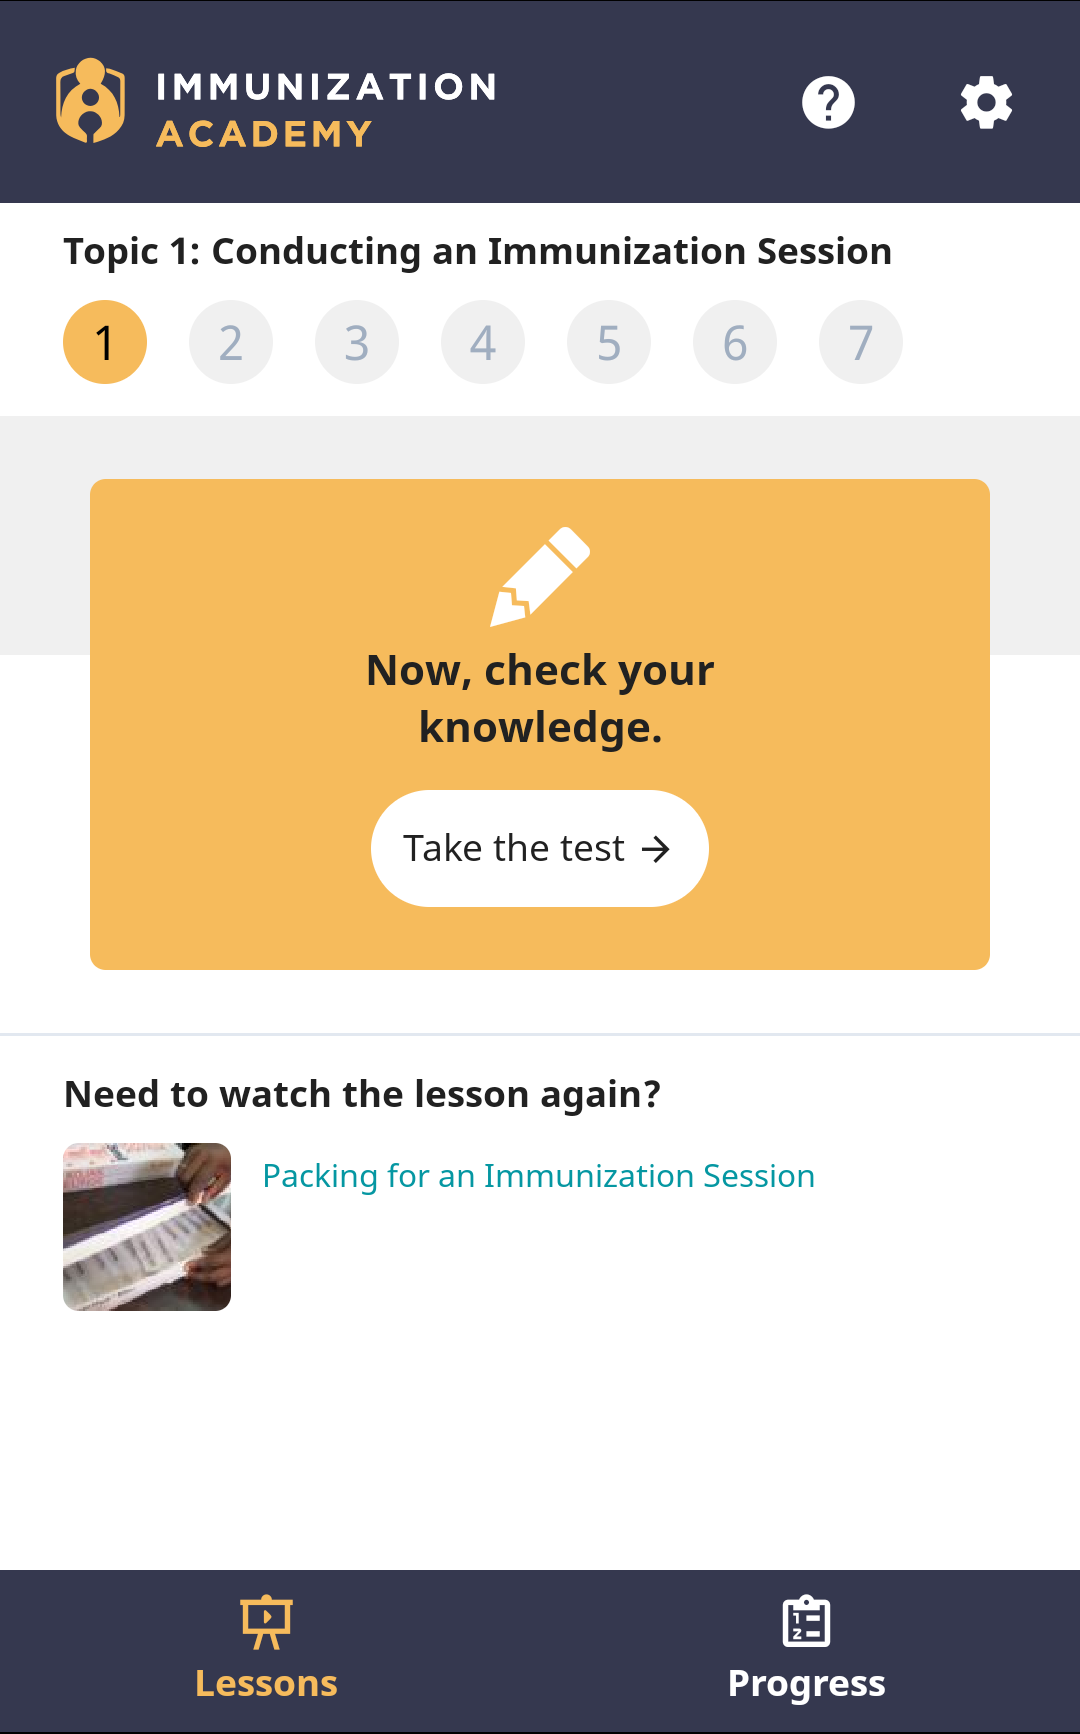 IMMUNIZATION
ACADEMY
Topic 1: Conducting an Immunization Session
1 2 3 4 5 6 7
Now, check your
knowledge.
Take the test →
Need to watch the lesson again?
Packing for an Immunization Session
Lessons
Progress